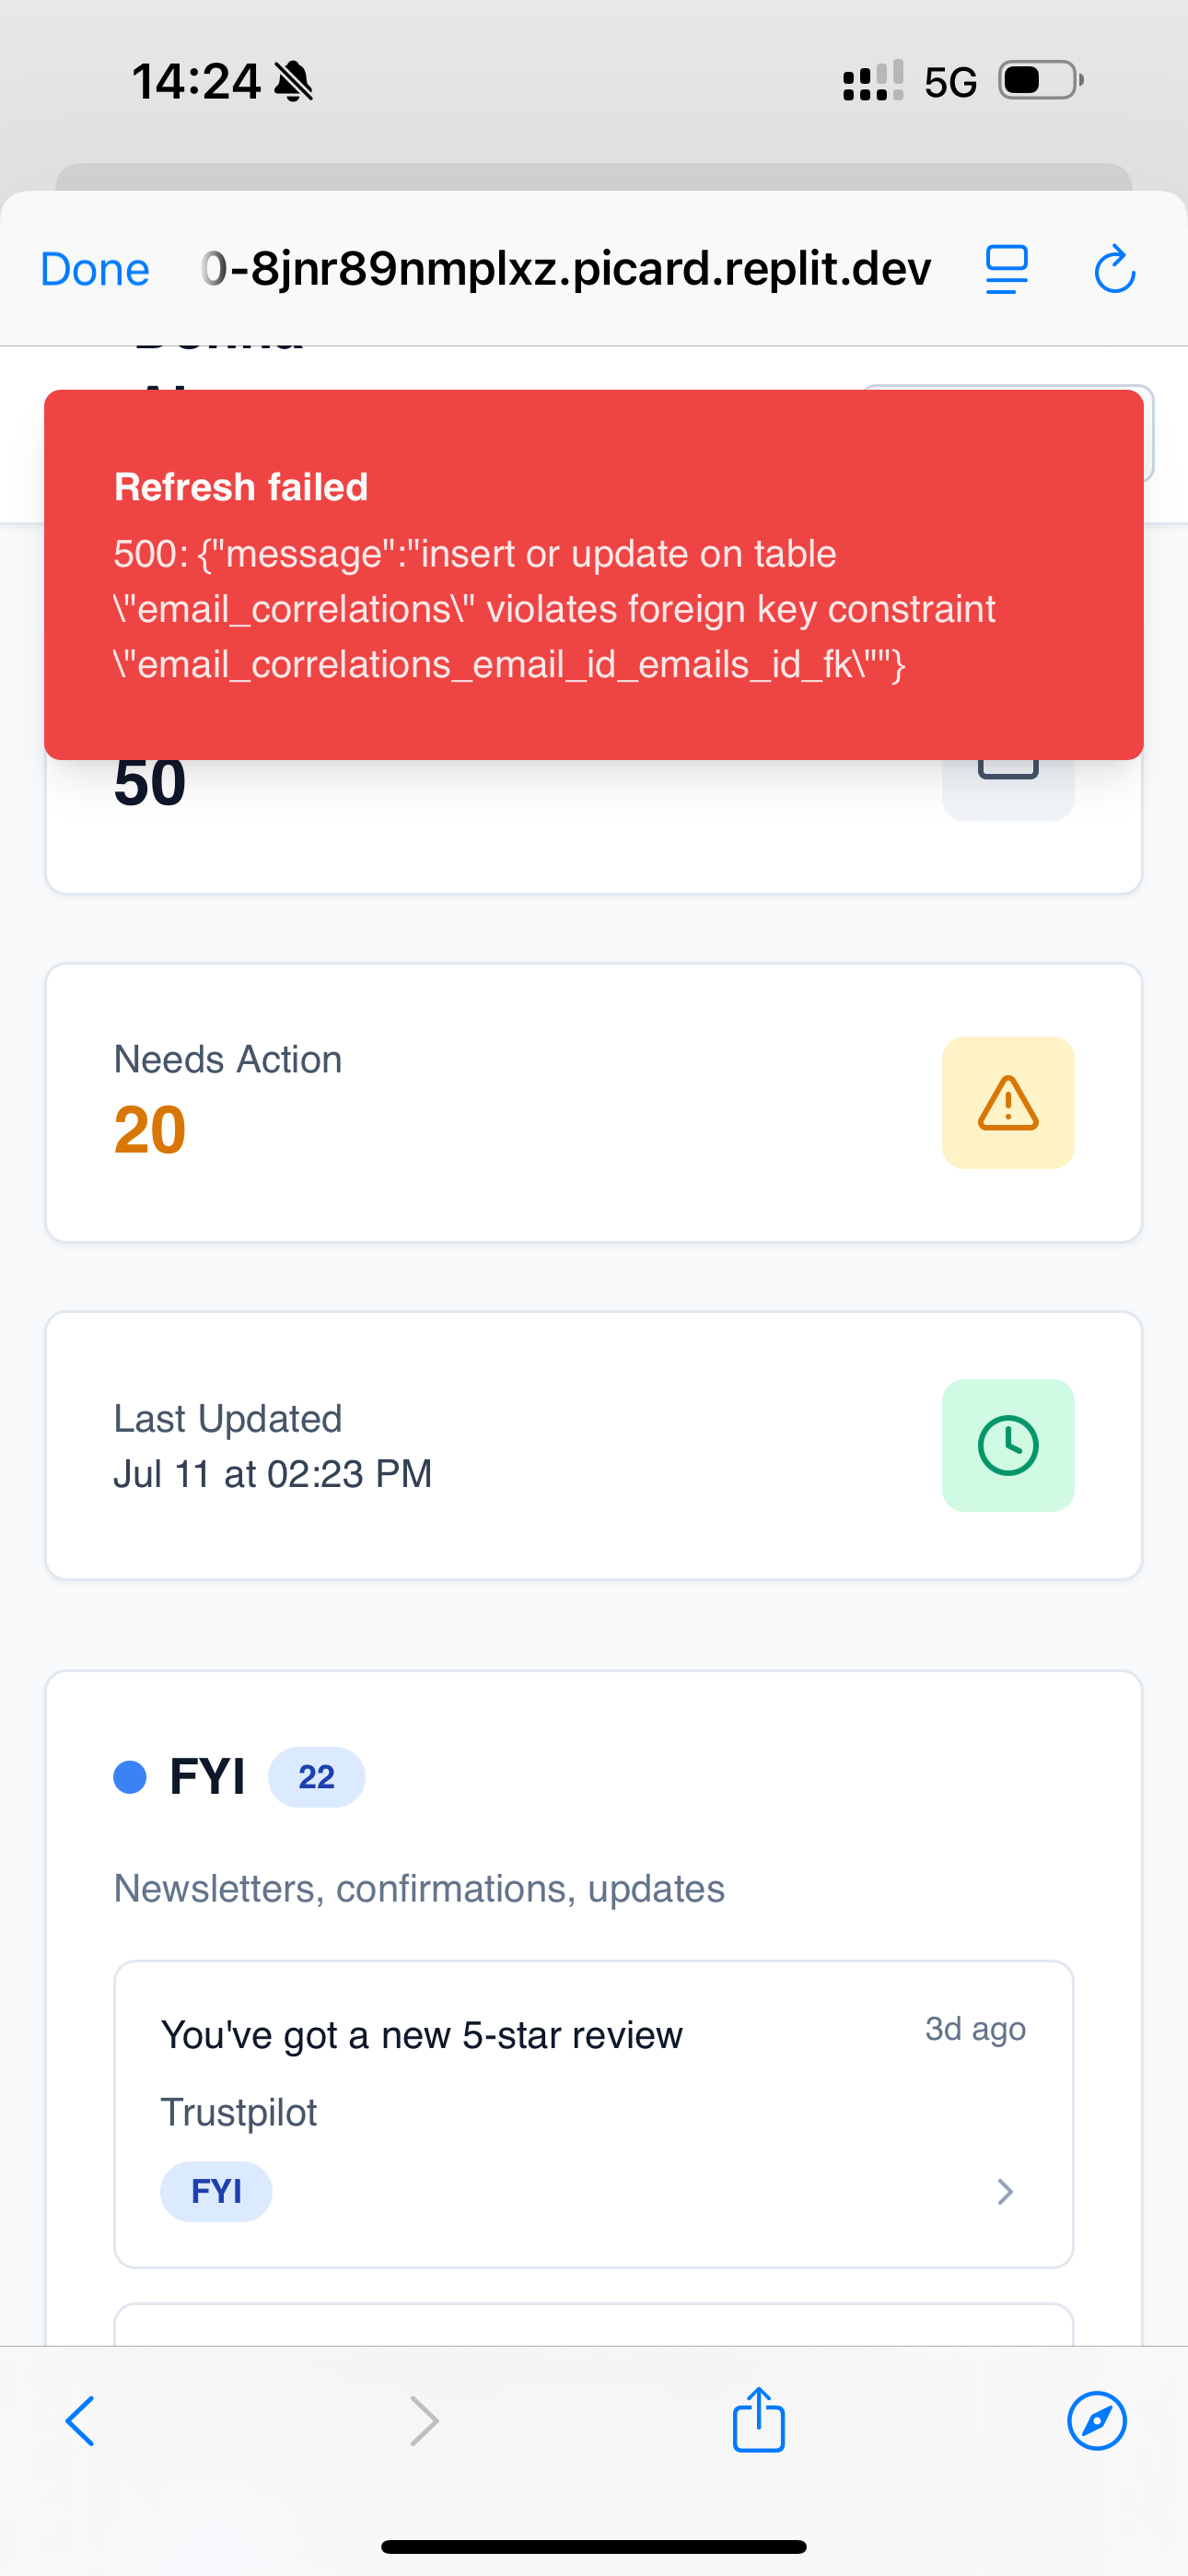 14:24
5G
Done
0-8jnr89nmplxz.picard.replit.dev
Refresh failed
500: {"message":"insert or update on table
\"email_correlations\" violates foreign key constraint
\"email_correlations_email_id_emails_id_fk\""}
50
Needs Action
20
Last Updated
Jul 11 at 02:23 PM
FYI
22
Newsletters, confirmations, updates
You've got a new 5-star review
3d ago
Trustpilot
FYI